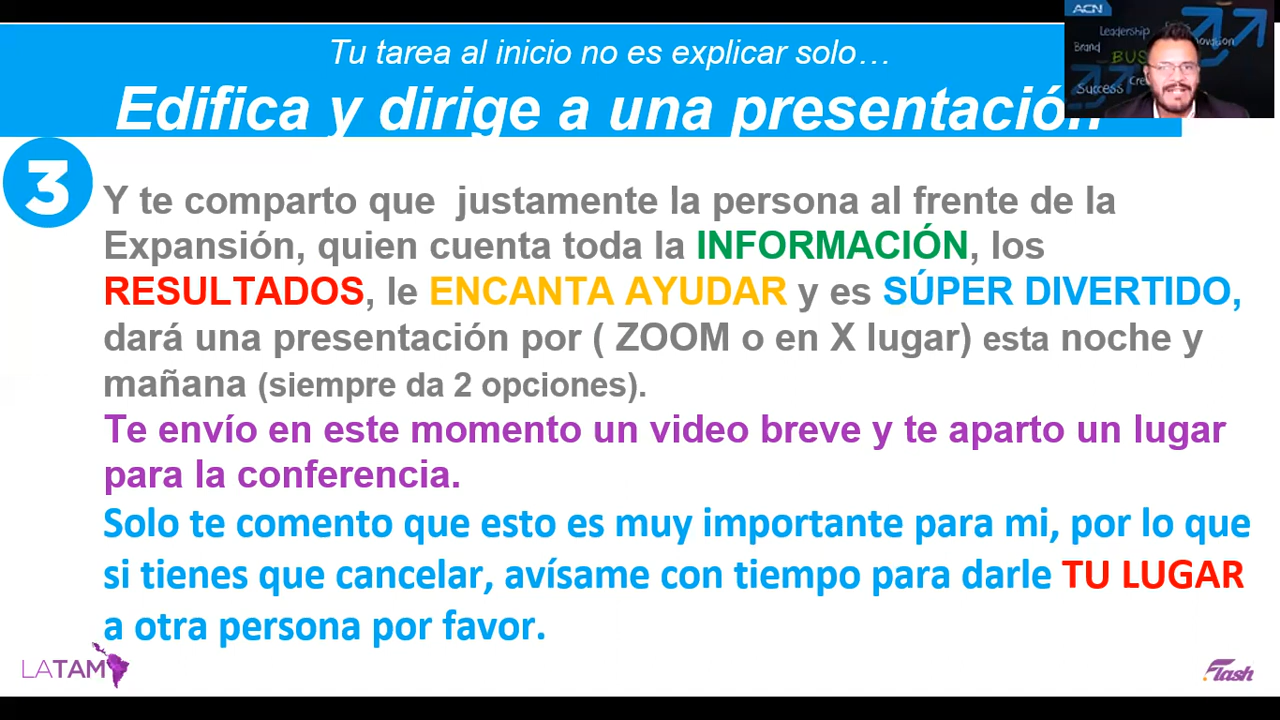 Tu tarea al inicio no es explicar solo…
Edifica y dirige a una presentación
ACN
Leadership
Brand
BUS
Success
3
Y te comparto que justamente la persona al frente de la
Expansión, quien cuenta toda la INFORMACIÓN, los
RESULTADOS, le ENCANTA AYUDAR y es SÚPER DIVERTIDO,
dará una presentación por ( ZOOM o en X lugar) esta noche y
mañana (siempre da 2 opciones).
Te envío en este momento un video breve y te aparto un lugar
para la conferencia.
Solo te comento que esto es muy importante para mi, por lo que
si tienes que cancelar, avísame con tiempo para darle TU LUGAR
a otra persona por favor.
LATAM
Flash